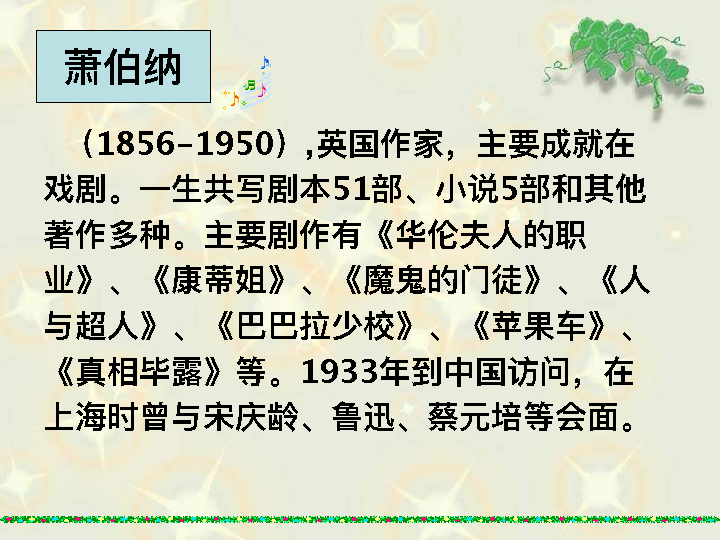 萧伯纳
（1856-1950）,英国作家，主要成就在
戏剧。一生共写剧本51部、小说5部和其他
著作多种。主要剧作有《华伦夫人的职
业》、《康蒂姐》、《魔鬼的门徒》、《人
与超人》、《巴巴拉少校》、《苹果车》、
《真相毕露》等。1933年到中国访问，在
上海时曾与宋庆龄、鲁迅、蔡元培等会面。